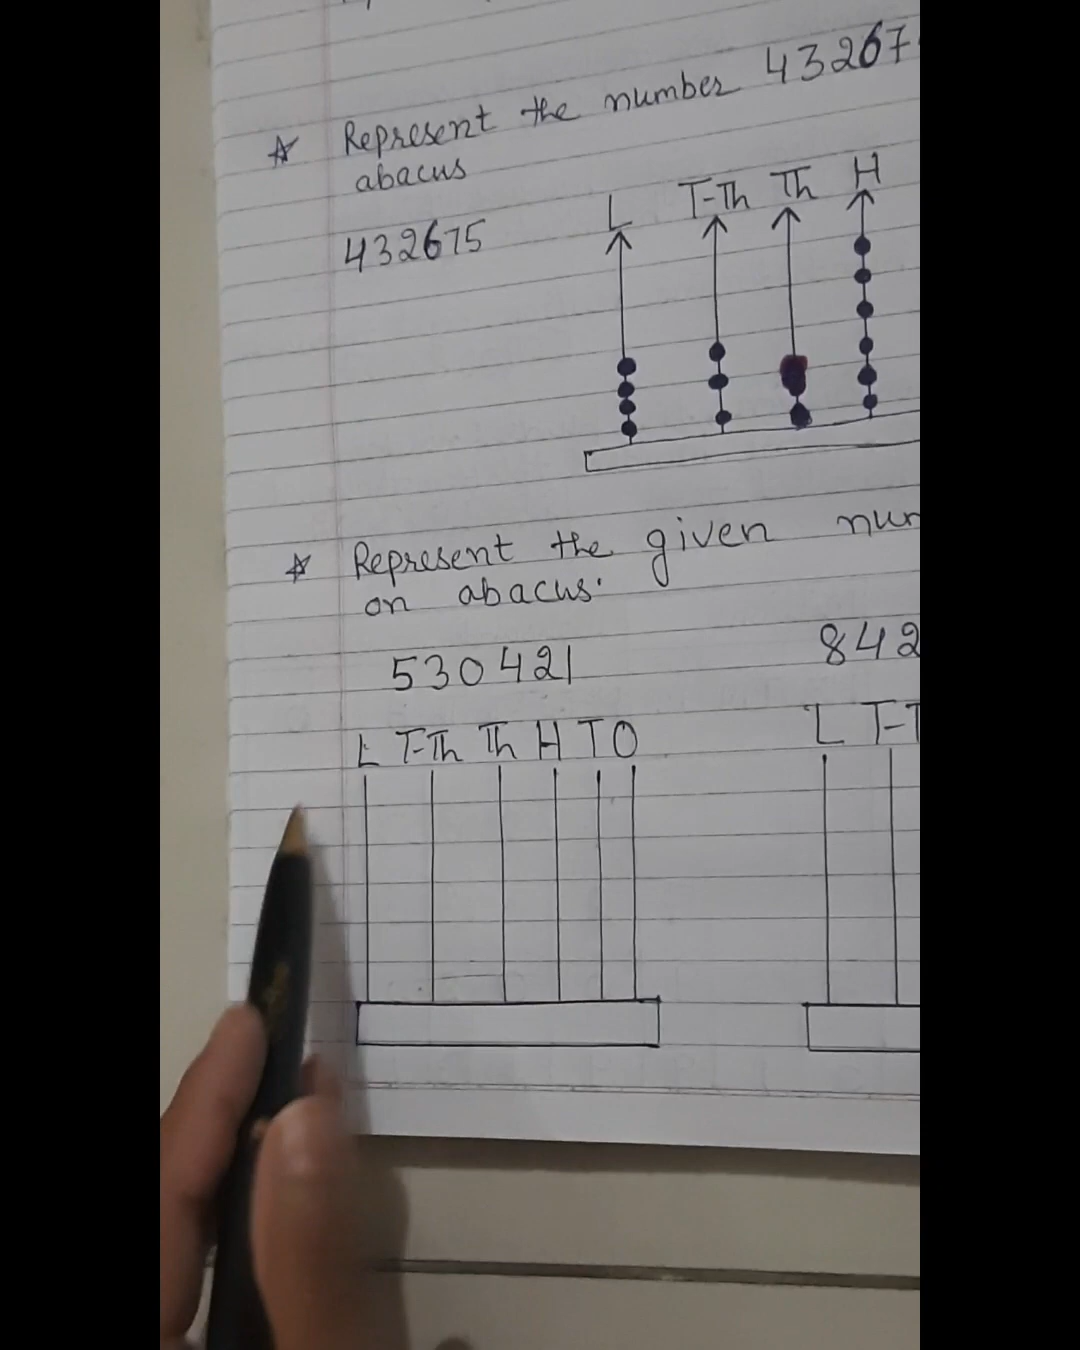 Represent the number 43267
abacus
432675
L T-Th Th H
Represent the given
on abacus.
530421 842
L T-Th Th H T O L